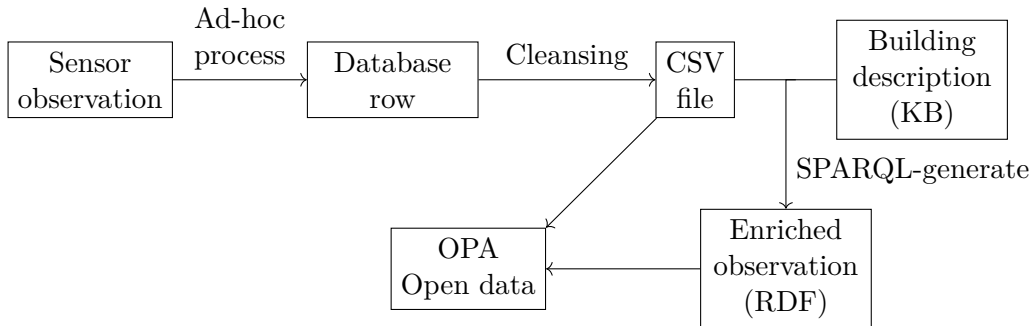 Sensor
observation
Ad-hoc
process
Database
row
Cleansing
CSV
file
Building
description
(KB)
SPARQL-generate
OPA
Open data
Enriched
observation
(RDF)